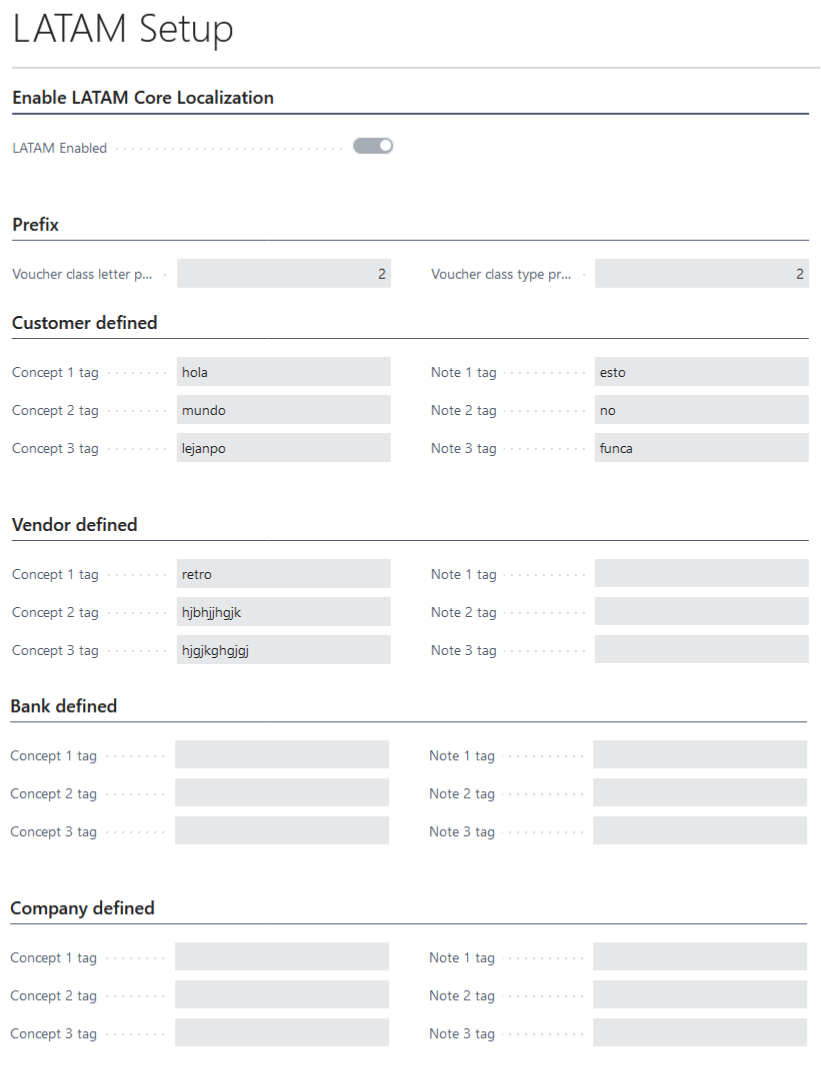 LATAM Setup
Enable LATAM Core Localization
LATAM Enabled
Prefix
Voucher class letter p... 2 Voucher class type pr... 2
Customer defined
Concept 1 tag hola Note 1 tag esto
Concept 2 tag mundo Note 2 tag no
Concept 3 tag lejanpo Note 3 tag funca
Vendor defined
Concept 1 tag retro Note 1 tag
Concept 2 tag hjbhjjhgjk Note 2 tag
Concept 3 tag hjgjkghgjgj Note 3 tag
Bank defined
Concept 1 tag Note 1 tag
Concept 2 tag Note 2 tag
Concept 3 tag Note 3 tag
Company defined
Concept 1 tag Note 1 tag
Concept 2 tag Note 2 tag
Concept 3 tag Note 3 tag